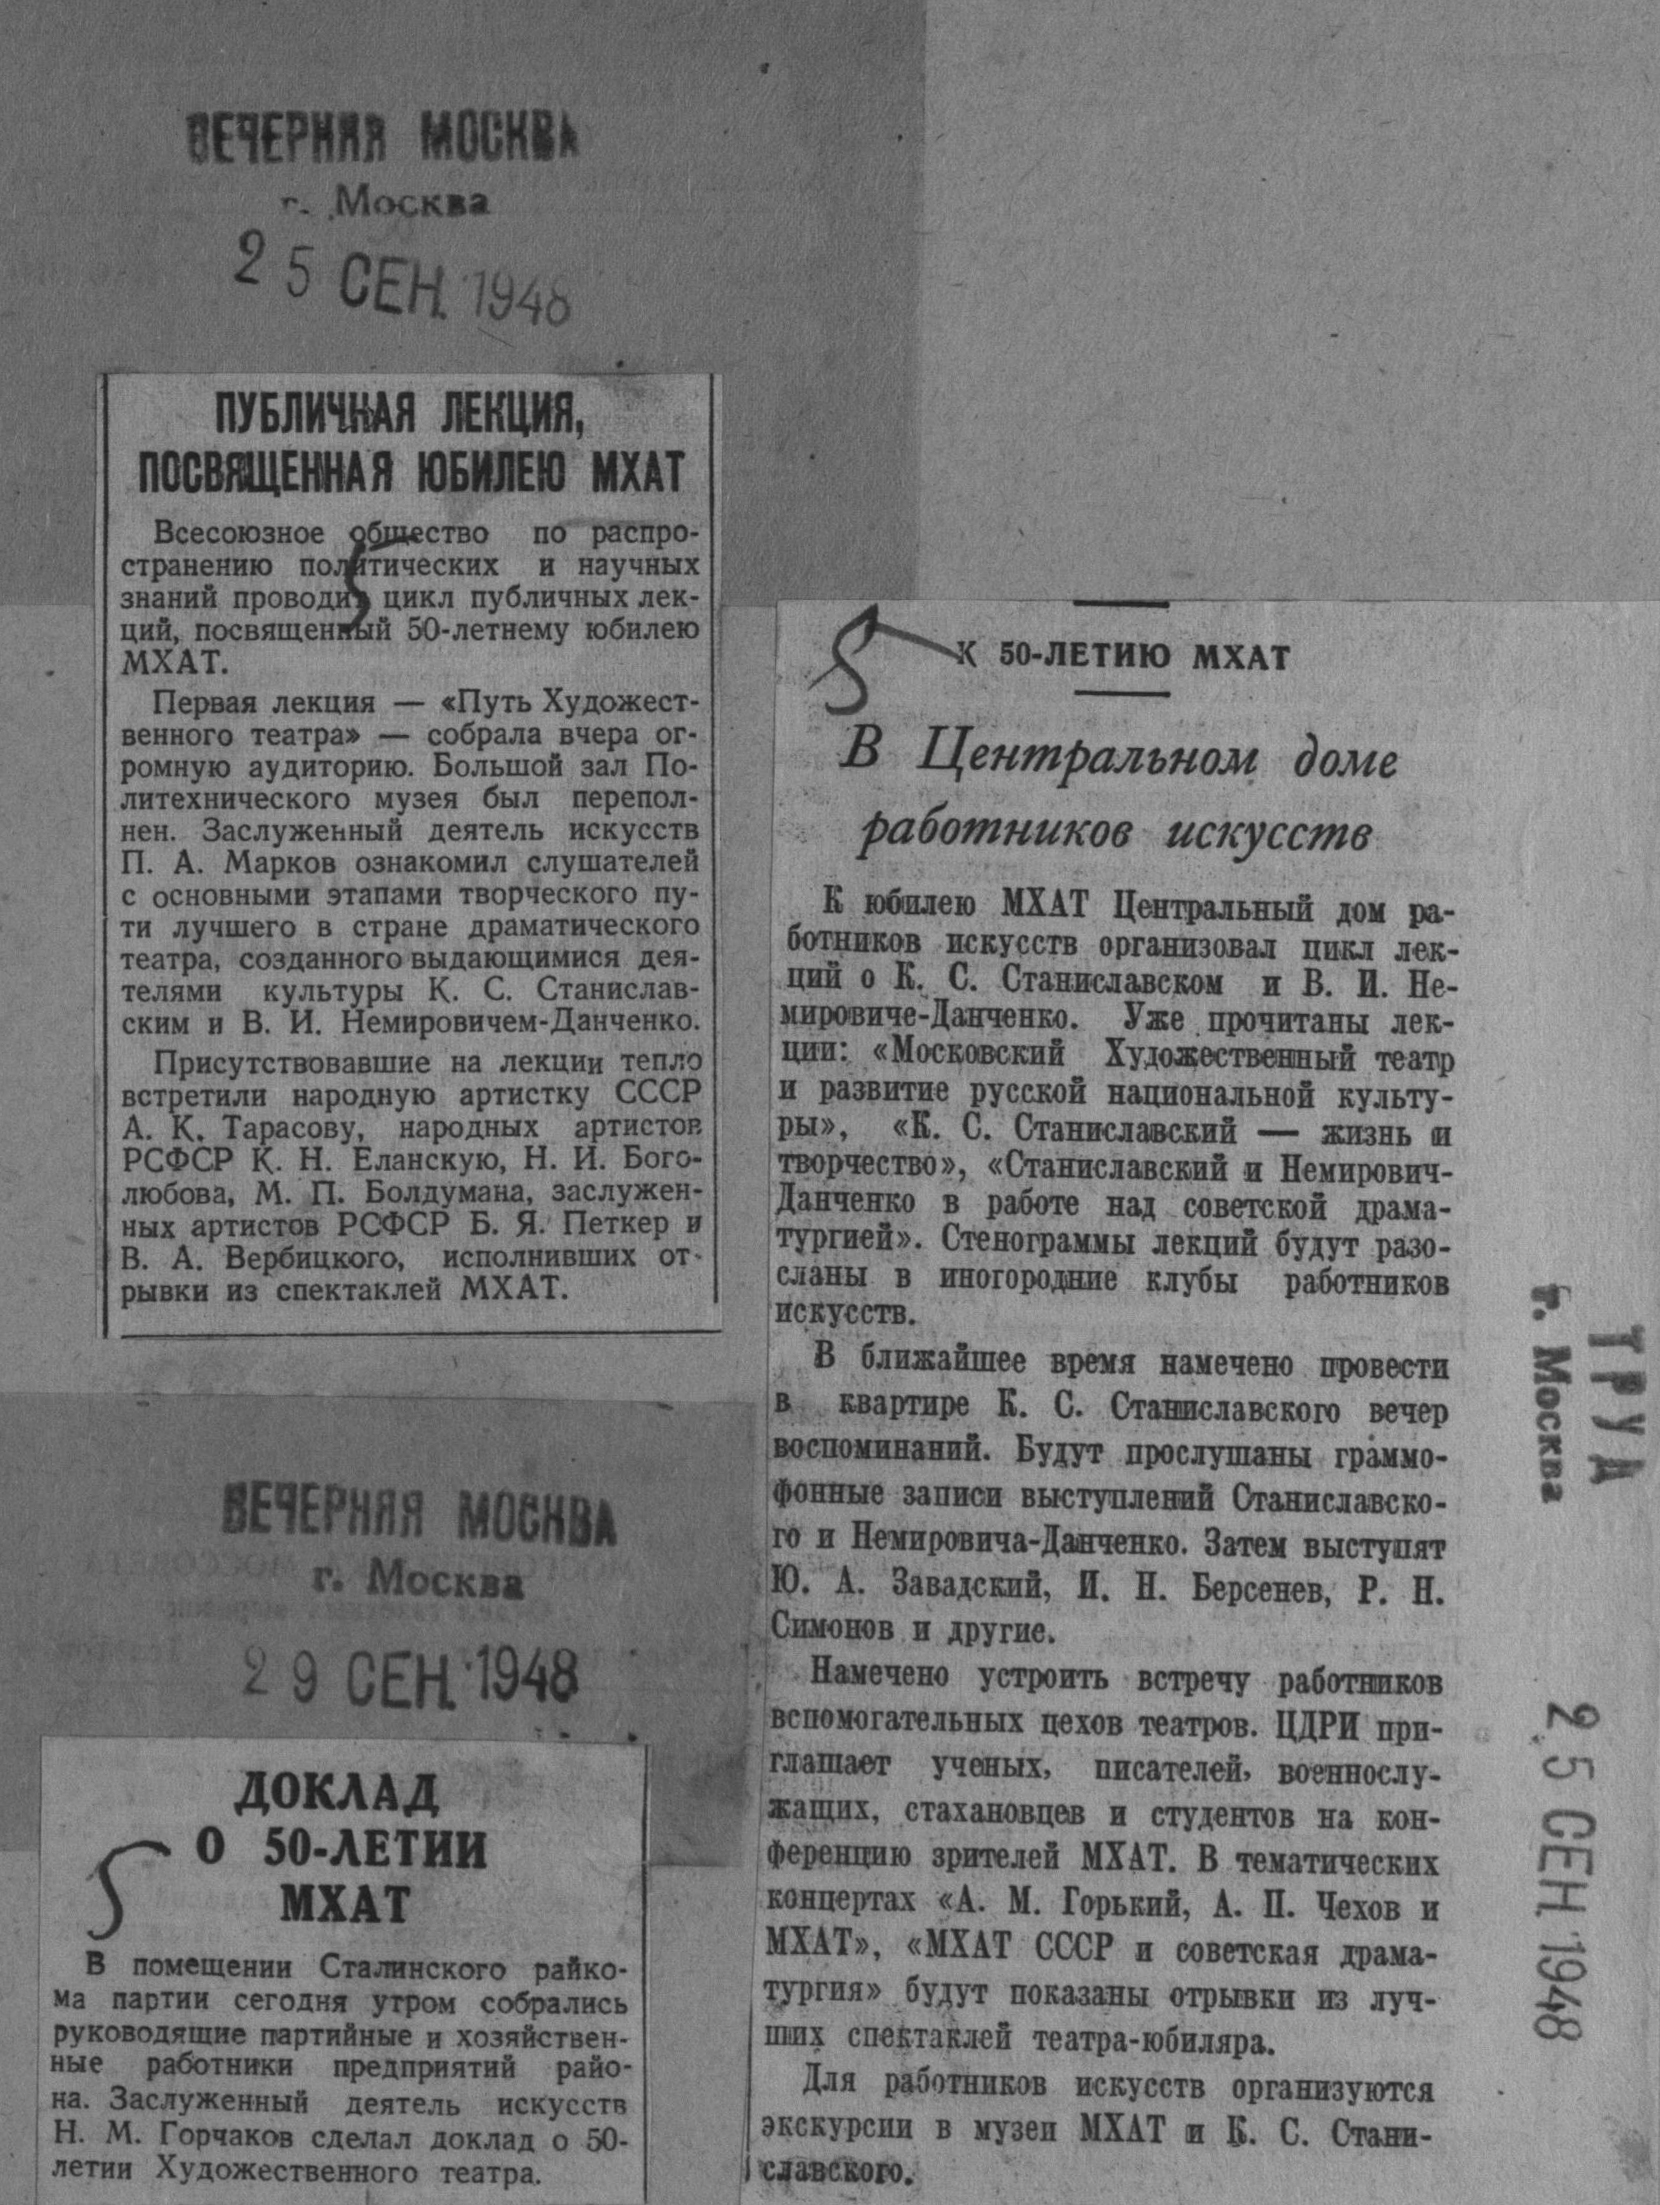 ВЕЧЕРНЯЯ МОСКВА
г. Москва
25 СЕН. 1948
ПУБЛИЧНАЯ ЛЕКЦИЯ,
ПОСВЯЩЕННАЯ ЮБИЛЕЮ МХАТ
Всесоюзное общество по распро-
странению политических и научных
знаний проводит цикл публичных лек-
ций, посвященный 50-летнему юбилею
МХАТ.
Первая лекция — «Путь Художест-
венного театра» — собрала вчера ог-
ромную аудиторию. Большой зал По-
литехнического музея был перепол-
нен. Заслуженный деятель искусств
П. А. Марков ознакомил слушателей
с основными этапами творческого пу-
ти лучшего в стране драматического
театра, созданного выдающимися дея-
телями культуры К. С. Станислав-
ским и В. И. Немировичем-Данченко.
Присутствовавшие на лекции тепло
встретили народную артистку СССР
А. К. Тарасову, народных артистов
РСФСР К. Н. Еланскую, Н. И. Бого-
любова, М. П. Болдумана, заслужен-
ных артистов РСФСР Б. Я. Петкер и
В. А. Вербицкого, исполнивших от-
рывки из спектаклей МХАТ.
ВЕЧЕРНЯЯ МОСКВА
г. Москва
29 СЕН. 1948
ДОКЛАД
О 50-ЛЕТИИ
МХАТ
В помещении Сталинского райко-
ма партии сегодня утром собрались
руководящие партийные и хозяйствен-
ные работники предприятий райо-
на. Заслуженный деятель искусств
Н. М. Горчаков сделал доклад о 50-
летии Художественного театра.
К 50-ЛЕТИЮ МХАТ
В Центральном доме
работников искусств
К юбилею МХАТ Центральный дом ра-
ботников искусств организовал цикл лек-
ций о К. С. Станиславском и В. И. Не-
мировиче-Данченко. Уже прочитаны лек-
ции: «Московский Художественный театр
и развитие русской национальной культу-
ры», «К. С. Станиславский — жизнь и
творчество», «Станиславский и Немирович-
Данченко в работе над советской драма-
тургией». Стенограммы лекций будут разо-
сланы в иногородние клубы работников
искусств.
В ближайшее время намечено провести
в квартире К. С. Станиславского вечер
воспоминаний. Будут прослушаны граммо-
фонные записи выступлений Станиславско-
го и Немировича-Данченко. Затем выступят
Ю. А. Завадский, И. Н. Берсенев, Р. Н.
Симонов и другие.
Намечено устроить встречу работников
вспомогательных цехов театров. ЦДРИ при-
глашает ученых, писателей, военнослу-
жащих, стахановцев и студентов на кон-
ференцию зрителей МХАТ. В тематических
концертах «А. М. Горький, А. П. Чехов и
МХАТ», «МХАТ СССР и советская драма-
тургия» будут показаны отрывки из луч-
ших спектаклей театра-юбиляра.
Для работников искусств организуются
экскурсии в музеи МХАТ и К. С. Стани-
славского.
ТРУД
г. Москва
25 СЕН. 1948